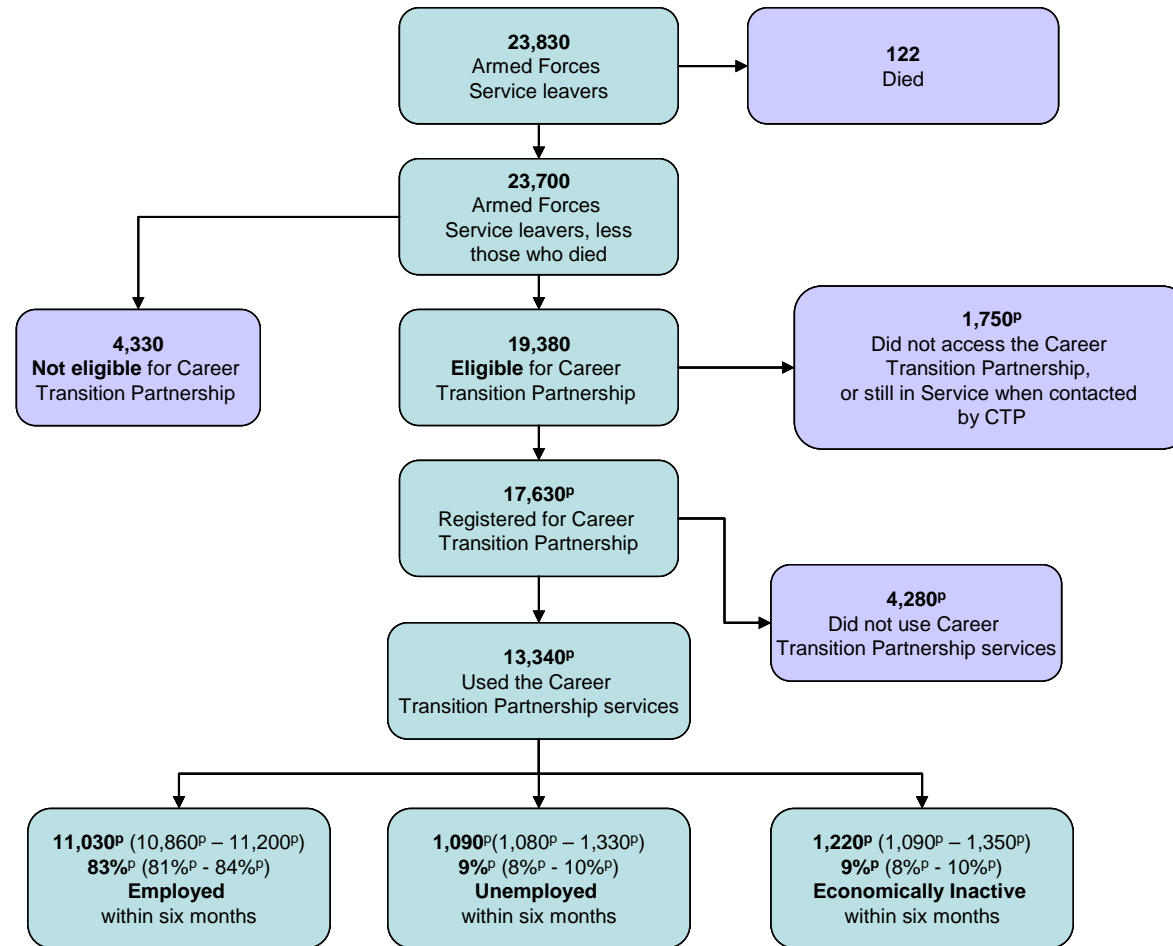 23,830
Armed Forces
Service leavers
122
Died
23,700
Armed Forces
Service leavers, less
those who died
4,330
Not eligible for Career
Transition Partnership
19,380
Eligible for Career
Transition Partnership
1,750ᵖ
Did not access the Career
Transition Partnership,
or still in Service when contacted
by CTP
17,630ᵖ
Registered for Career
Transition Partnership
4,280ᵖ
Did not use Career
Transition Partnership services
13,340ᵖ
Used the Career
Transition Partnership services
11,030ᵖ (10,860ᵖ – 11,200ᵖ)
83%ᵖ (81%ᵖ - 84%ᵖ)
Employed
within six months
1,090ᵖ(1,080ᵖ – 1,330ᵖ)
9%ᵖ (8%ᵖ - 10%ᵖ)
Unemployed
within six months
1,220ᵖ (1,090ᵖ – 1,350ᵖ)
9%ᵖ (8%ᵖ - 10%ᵖ)
Economically Inactive
within six months